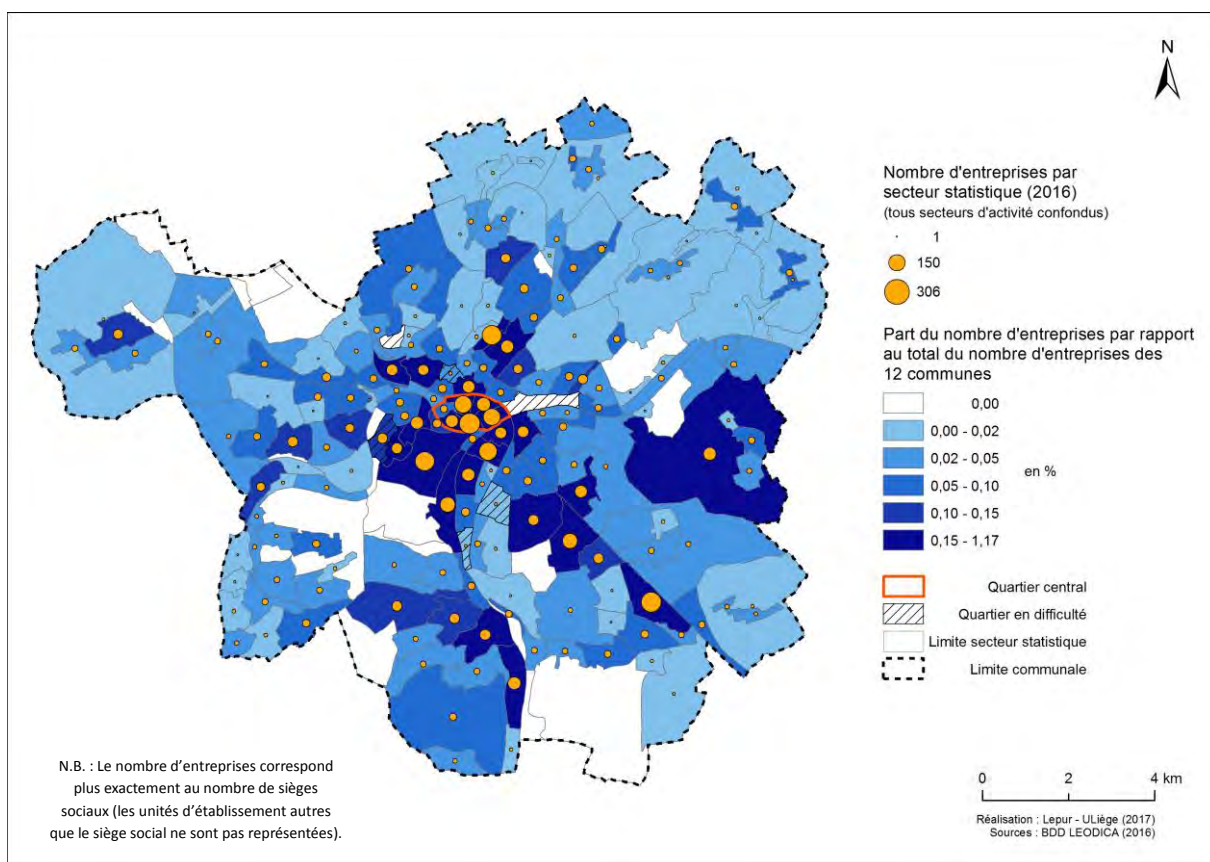 N
Nombre d'entreprises par
secteur statistique (2016)
(tous secteurs d'activité confondus)
1
150
306
Part du nombre d'entreprises par rapport
au total du nombre d'entreprises des
12 communes
0,00
0,00 - 0,02
0,02 - 0,05
0,05 - 0,10
0,10 - 0,15
0,15 - 1,17
en %
Quartier central
Quartier en difficulté
Limite secteur statistique
Limite communale
N.B. : Le nombre d’entreprises correspond
plus exactement au nombre de sièges
sociaux (les unités d’établissement autres
que le siège social ne sont pas représentées).
0 2 4 km
Réalisation : Lepur - ULiège (2017)
Sources : BDD LEODICA (2016)